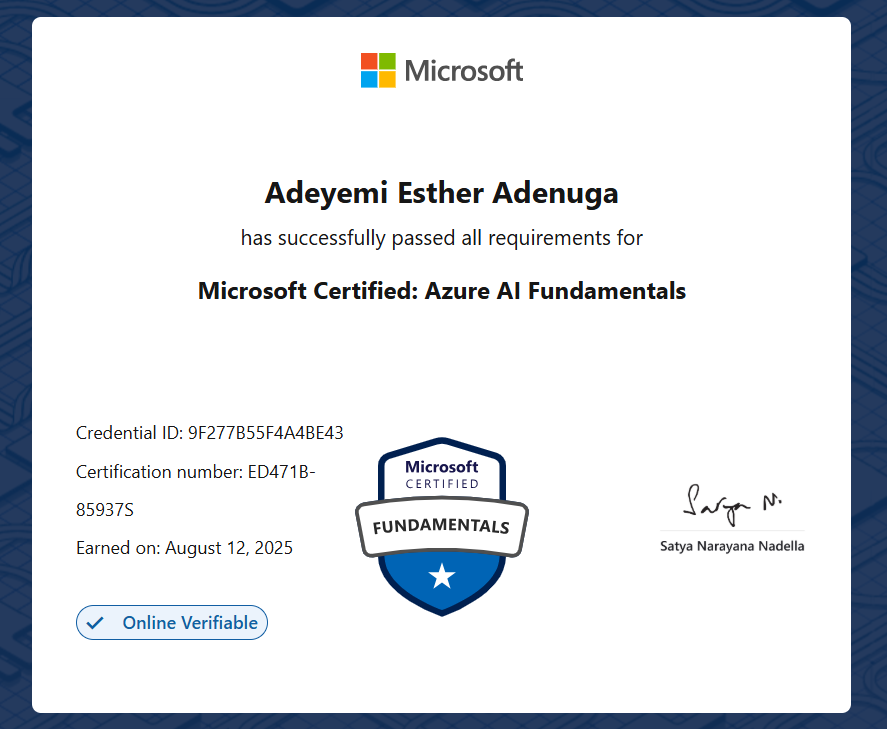 Microsoft
Adeyemi Esther Adenuga
has successfully passed all requirements for
Microsoft Certified: Azure AI Fundamentals
Credential ID: 9F277B55F4A4BE43
Certification number: ED471B-
85937S
Earned on: August 12, 2025
Online Verifiable
Microsoft
CERTIFIED
FUNDAMENTALS
Satya N.
Satya Narayana Nadella